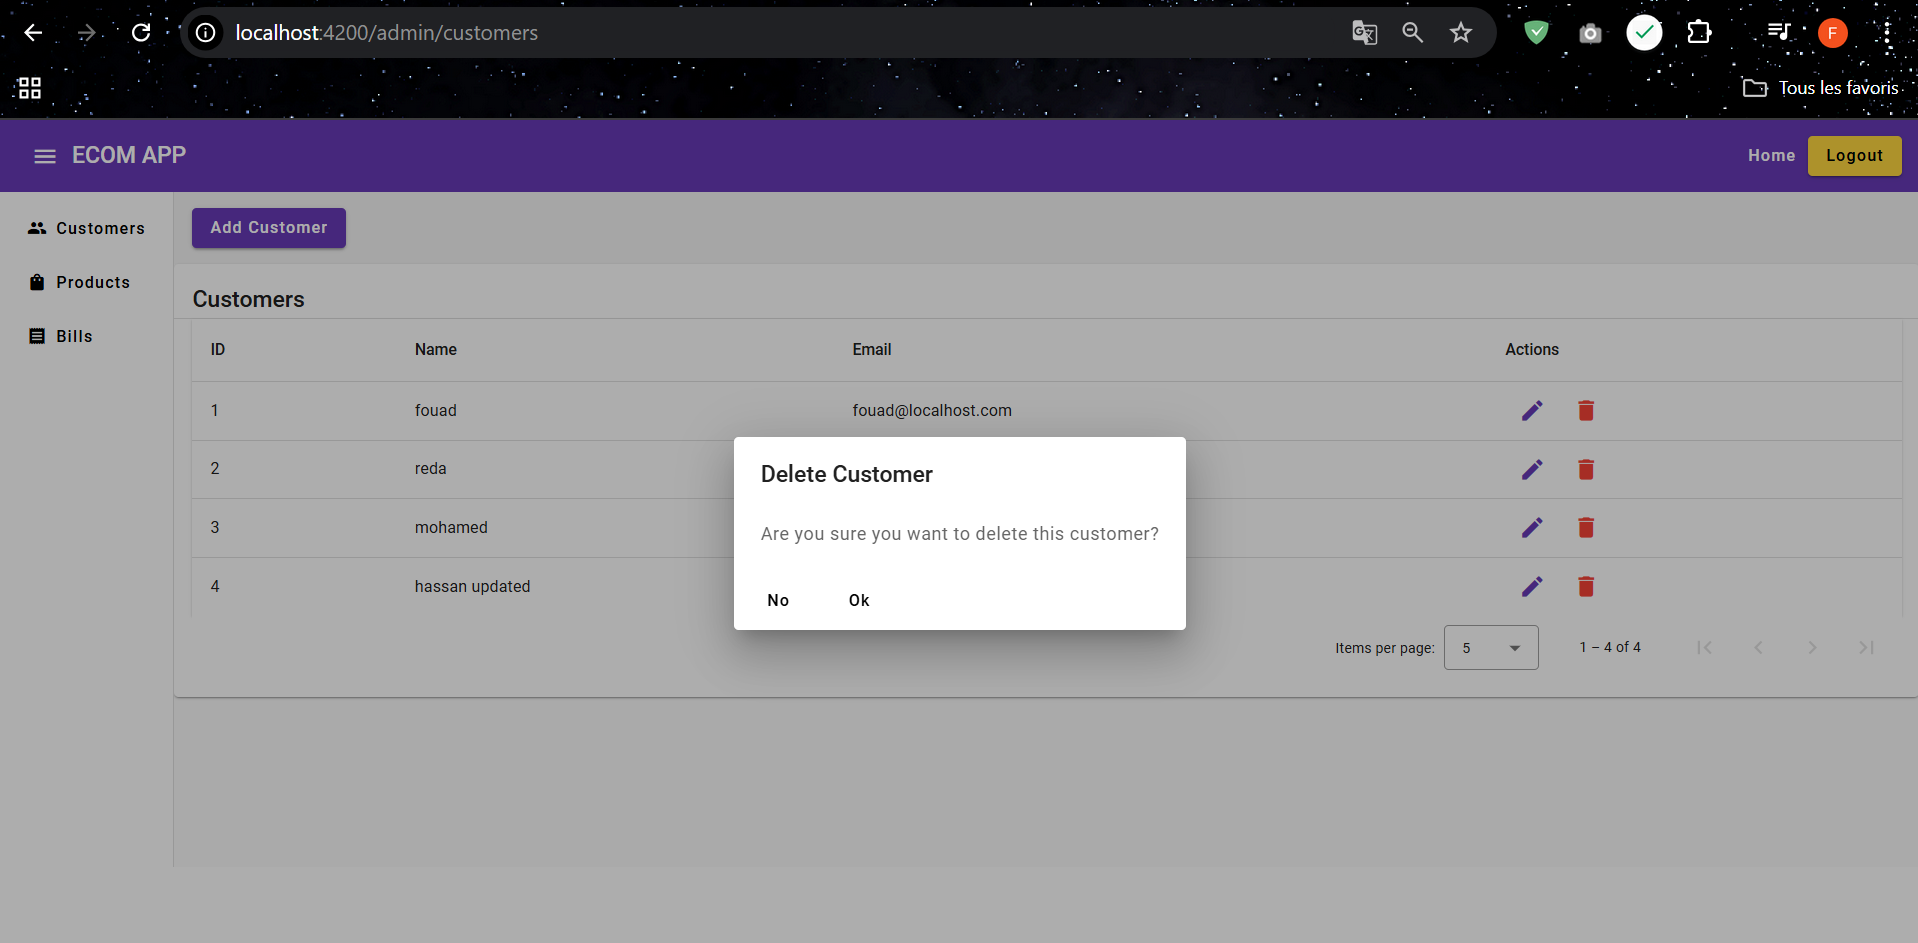 localhost:4200/admin/customers
F
Tous les favoris
ECOM APP
Home
Logout
Customers
Products
Bills
Add Customer
Customers
ID Name Email Actions
1 fouad fouad@localhost.com
2 reda
3 mohamed
4 hassan updated
Delete Customer
Are you sure you want to delete this customer?
No Ok
Items per page: 5 1 – 4 of 4